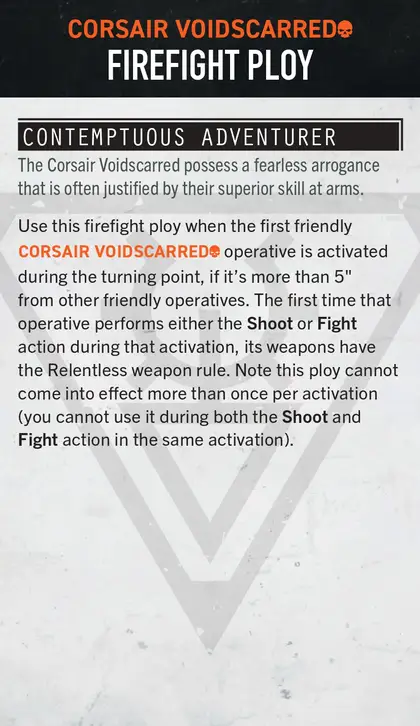 CORSAIR VOIDSCARRED
FIREFIGHT PLOY
CONTEMPTUOUS ADVENTURER
The Corsair Voidscarred possess a fearless arrogance
that is often justified by their superior skill at arms.
Use this firefight ploy when the first friendly
CORSAIR VOIDSCARRED operative is activated
during the turning point, if it's more than 5"
from other friendly operatives. The first time that
operative performs either the Shoot or Fight
action during that activation, its weapons have
the Relentless weapon rule. Note this ploy cannot
come into effect more than once per activation
(you cannot use it during both the Shoot and
Fight action in the same activation).